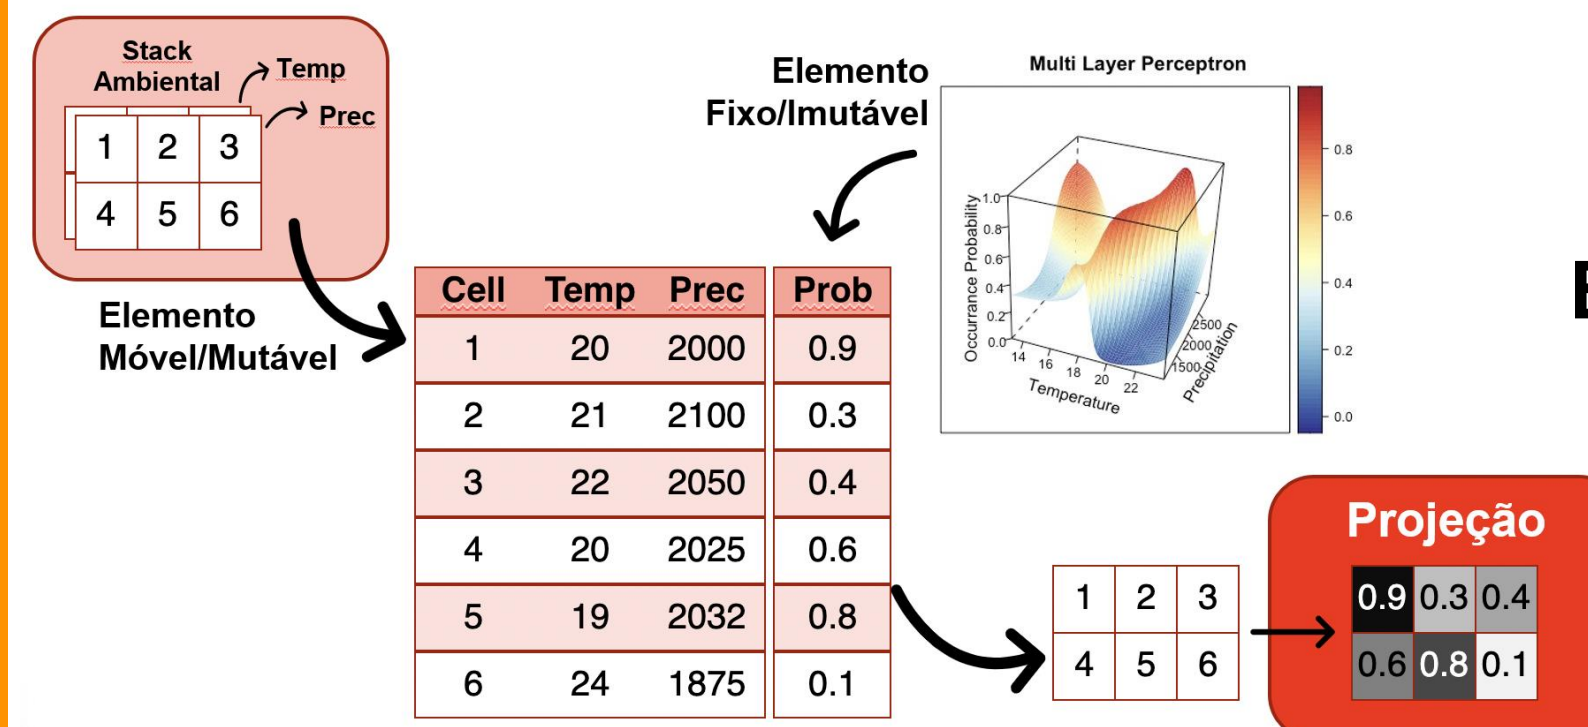 Stack
Ambiental
Temp
Prec
1 2 3
4 5 6
Elemento
Móvel/Mutável
Elemento
Fixo/Imutável
Multi Layer Perceptron
Occurrance Probability
1.0
0.8
0.6
0.4
0.2
0.0
14 16 18 20 22
Temperature
1500 2000 2500
Precipitation
0.8
0.6
0.4
0.2
0.0
Cell Temp Prec Prob
1 20 2000 0.9
2 21 2100 0.3
3 22 2050 0.4
4 20 2025 0.6
5 19 2032 0.8
6 24 1875 0.1
1 2 3
4 5 6
Projeção
0.9 0.3 0.4
0.6 0.8 0.1